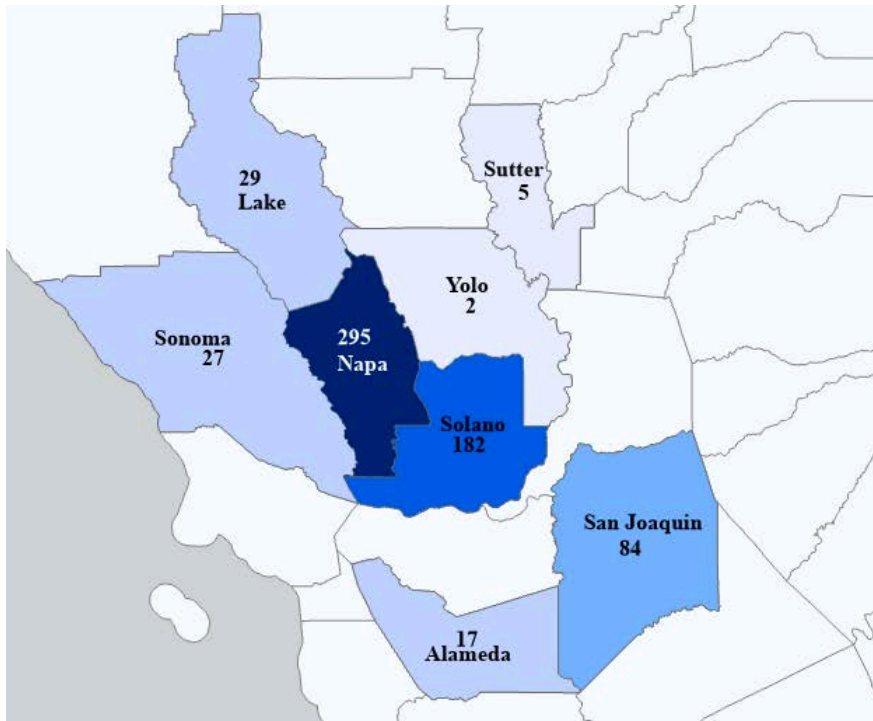 29
Lake
Sutter
5
Yolo
2
Sonoma
27
295
Napa
Solano
182
San Joaquin
84
17
Alameda